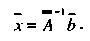 x̅ = A̿⁻¹ b̅ .